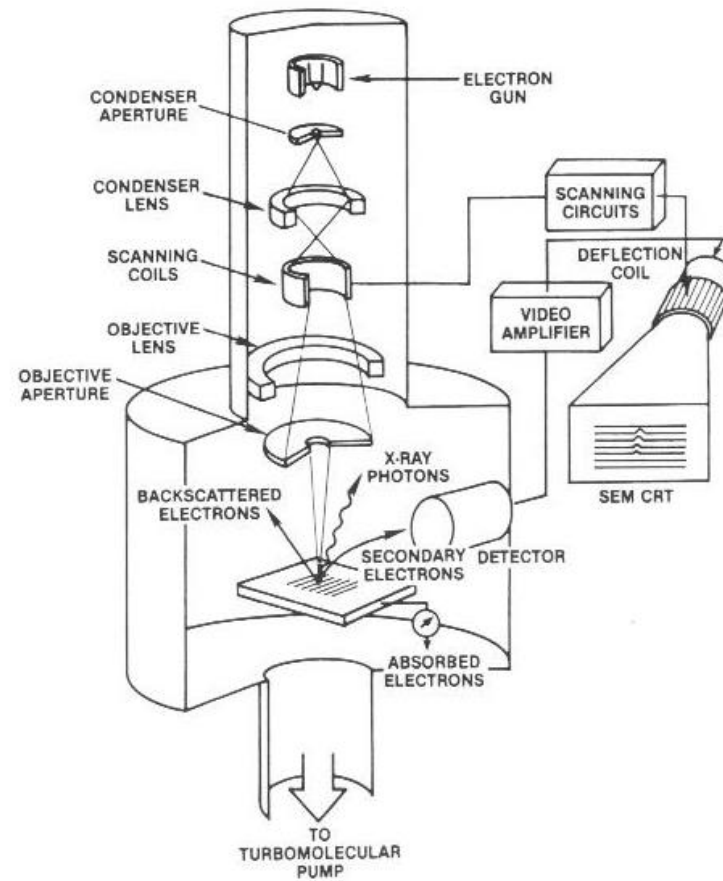 ELECTRON
GUN
CONDENSER
APERTURE
CONDENSER
LENS
SCANNING
CIRCUITS
SCANNING
COILS
DEFLECTION
COIL
VIDEO
AMPLIFIER
OBJECTIVE
LENS
OBJECTIVE
APERTURE
X-RAY
PHOTONS
BACKSCATTERED
ELECTRONS
SEM CRT
SECONDARY
ELECTRONS
DETECTOR
ABSORBED
ELECTRONS
TO
TURBOMOLECULAR
PUMP